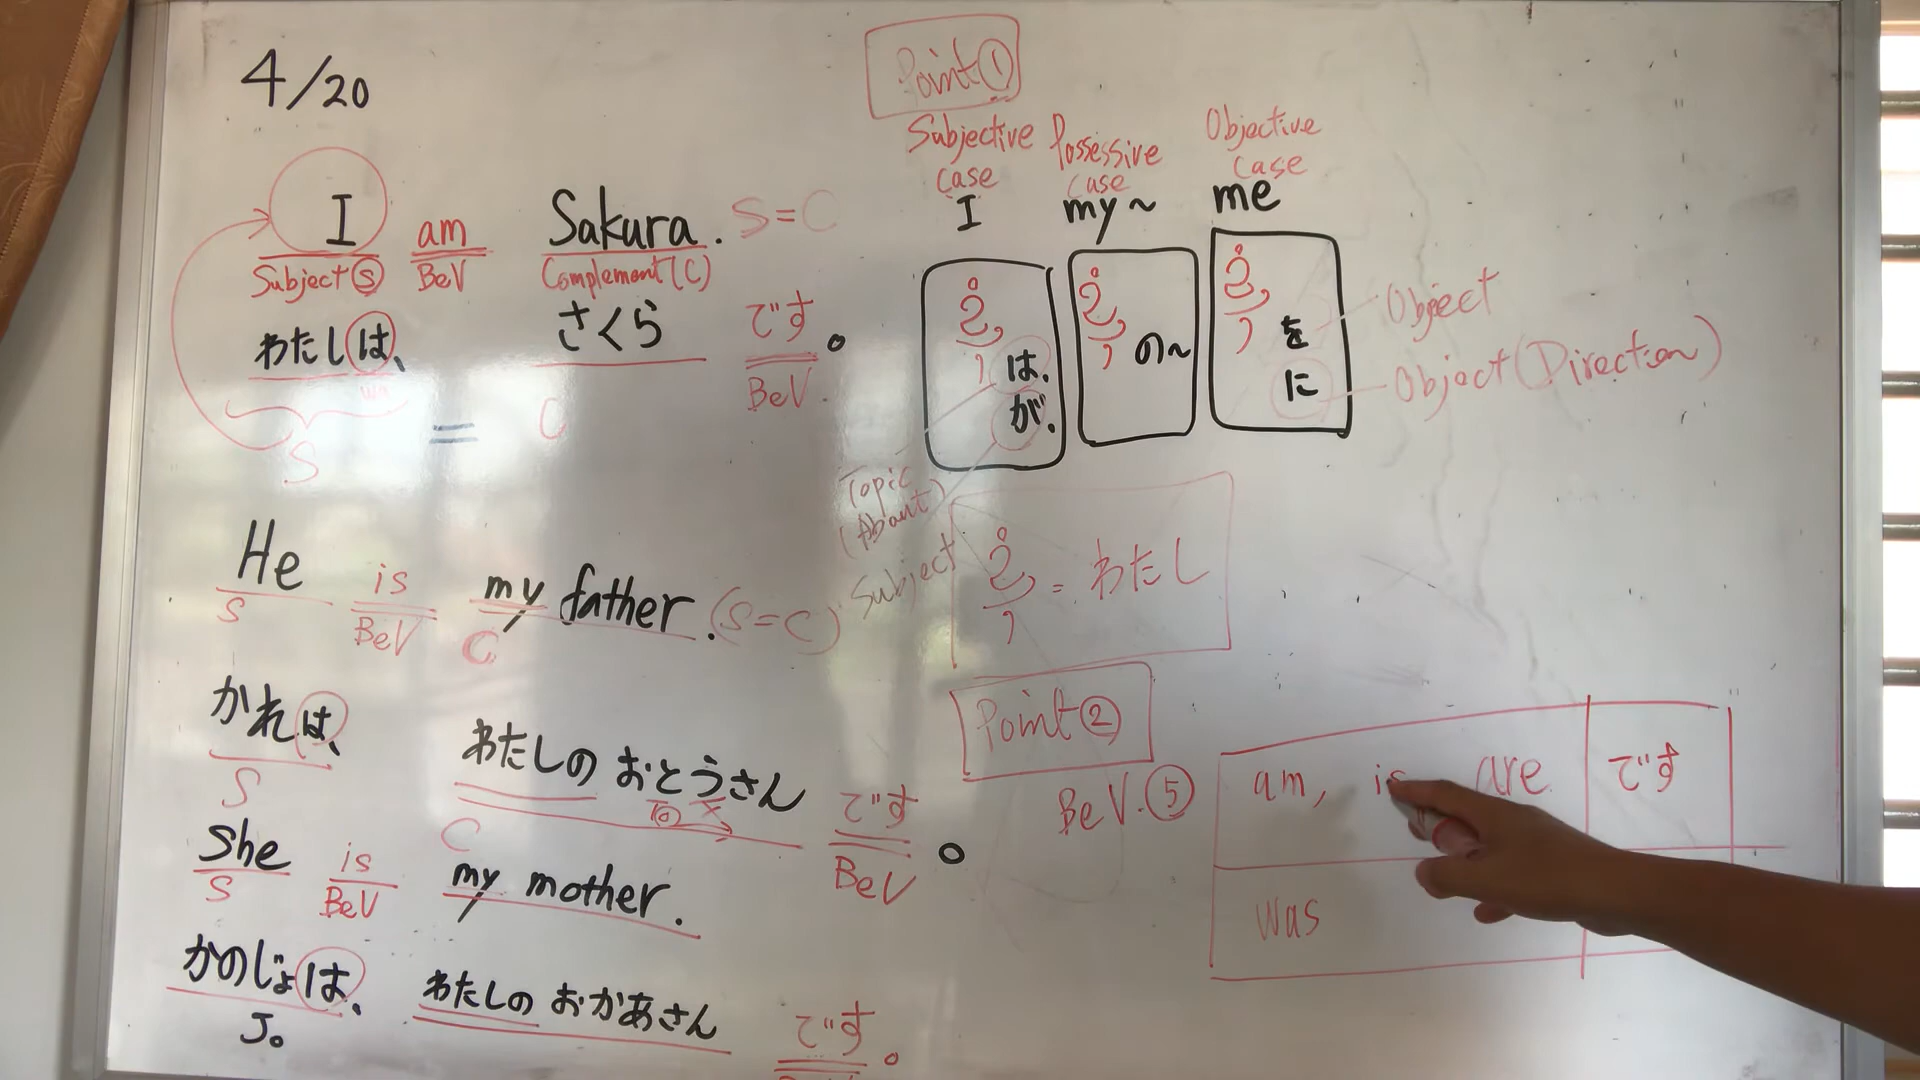 4/20
I am Sakura. S=C
Subject(S) BeV Complement(C)
わたしは、 さくら です。
wa
BeV.
S = C
He is my father. (S=C)
S BeV C
かれは、 わたしの おとうさん です。
S C BeV
She is my mother.
S BeV
かのじょは、 わたしの おかあさん です。
Point①
Subjective Case Possessive Case Objective Case
I my~ me
は、 の~ を
が、 に
Object
Object (Direction)
Topic
(About)
Subject
= わたし
Point②
BeV.⑤
am, is are です
was